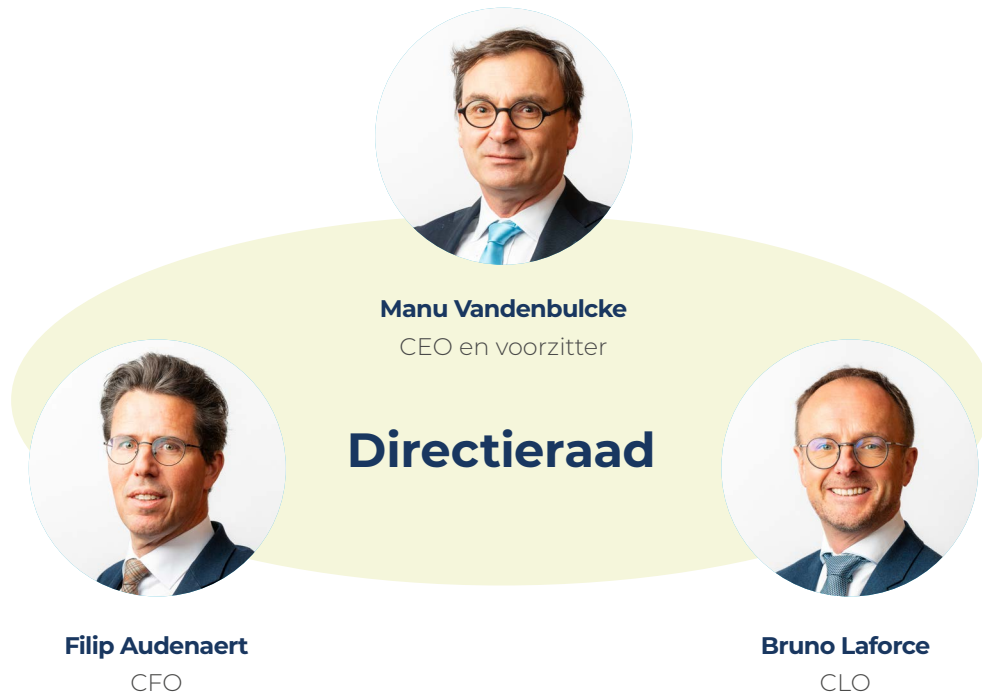 Manu Vandenbulcke
CEO en voorzitter
Directieraad
Filip Audenaert
CFO
Bruno Laforce
CLO